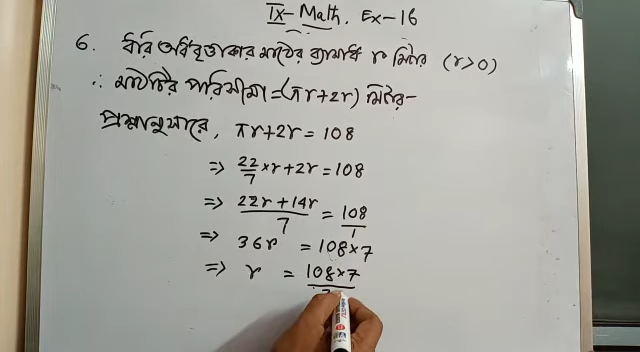 IX- Math. Ex-16
6. ধরি অর্ধবৃত্তাকার মাঠের ব্যাসার্ধ r মিটার (r>0)
∴ মাঠটির পরিসীমা=(πr+2r) মিটার-
প্রশ্নানুসারে, πr+2r = 108
=> 22/7 ×r+2r=108
=> 22r+14r/7 = 108/1
=> 36r = 108×7
=> r = 108×7